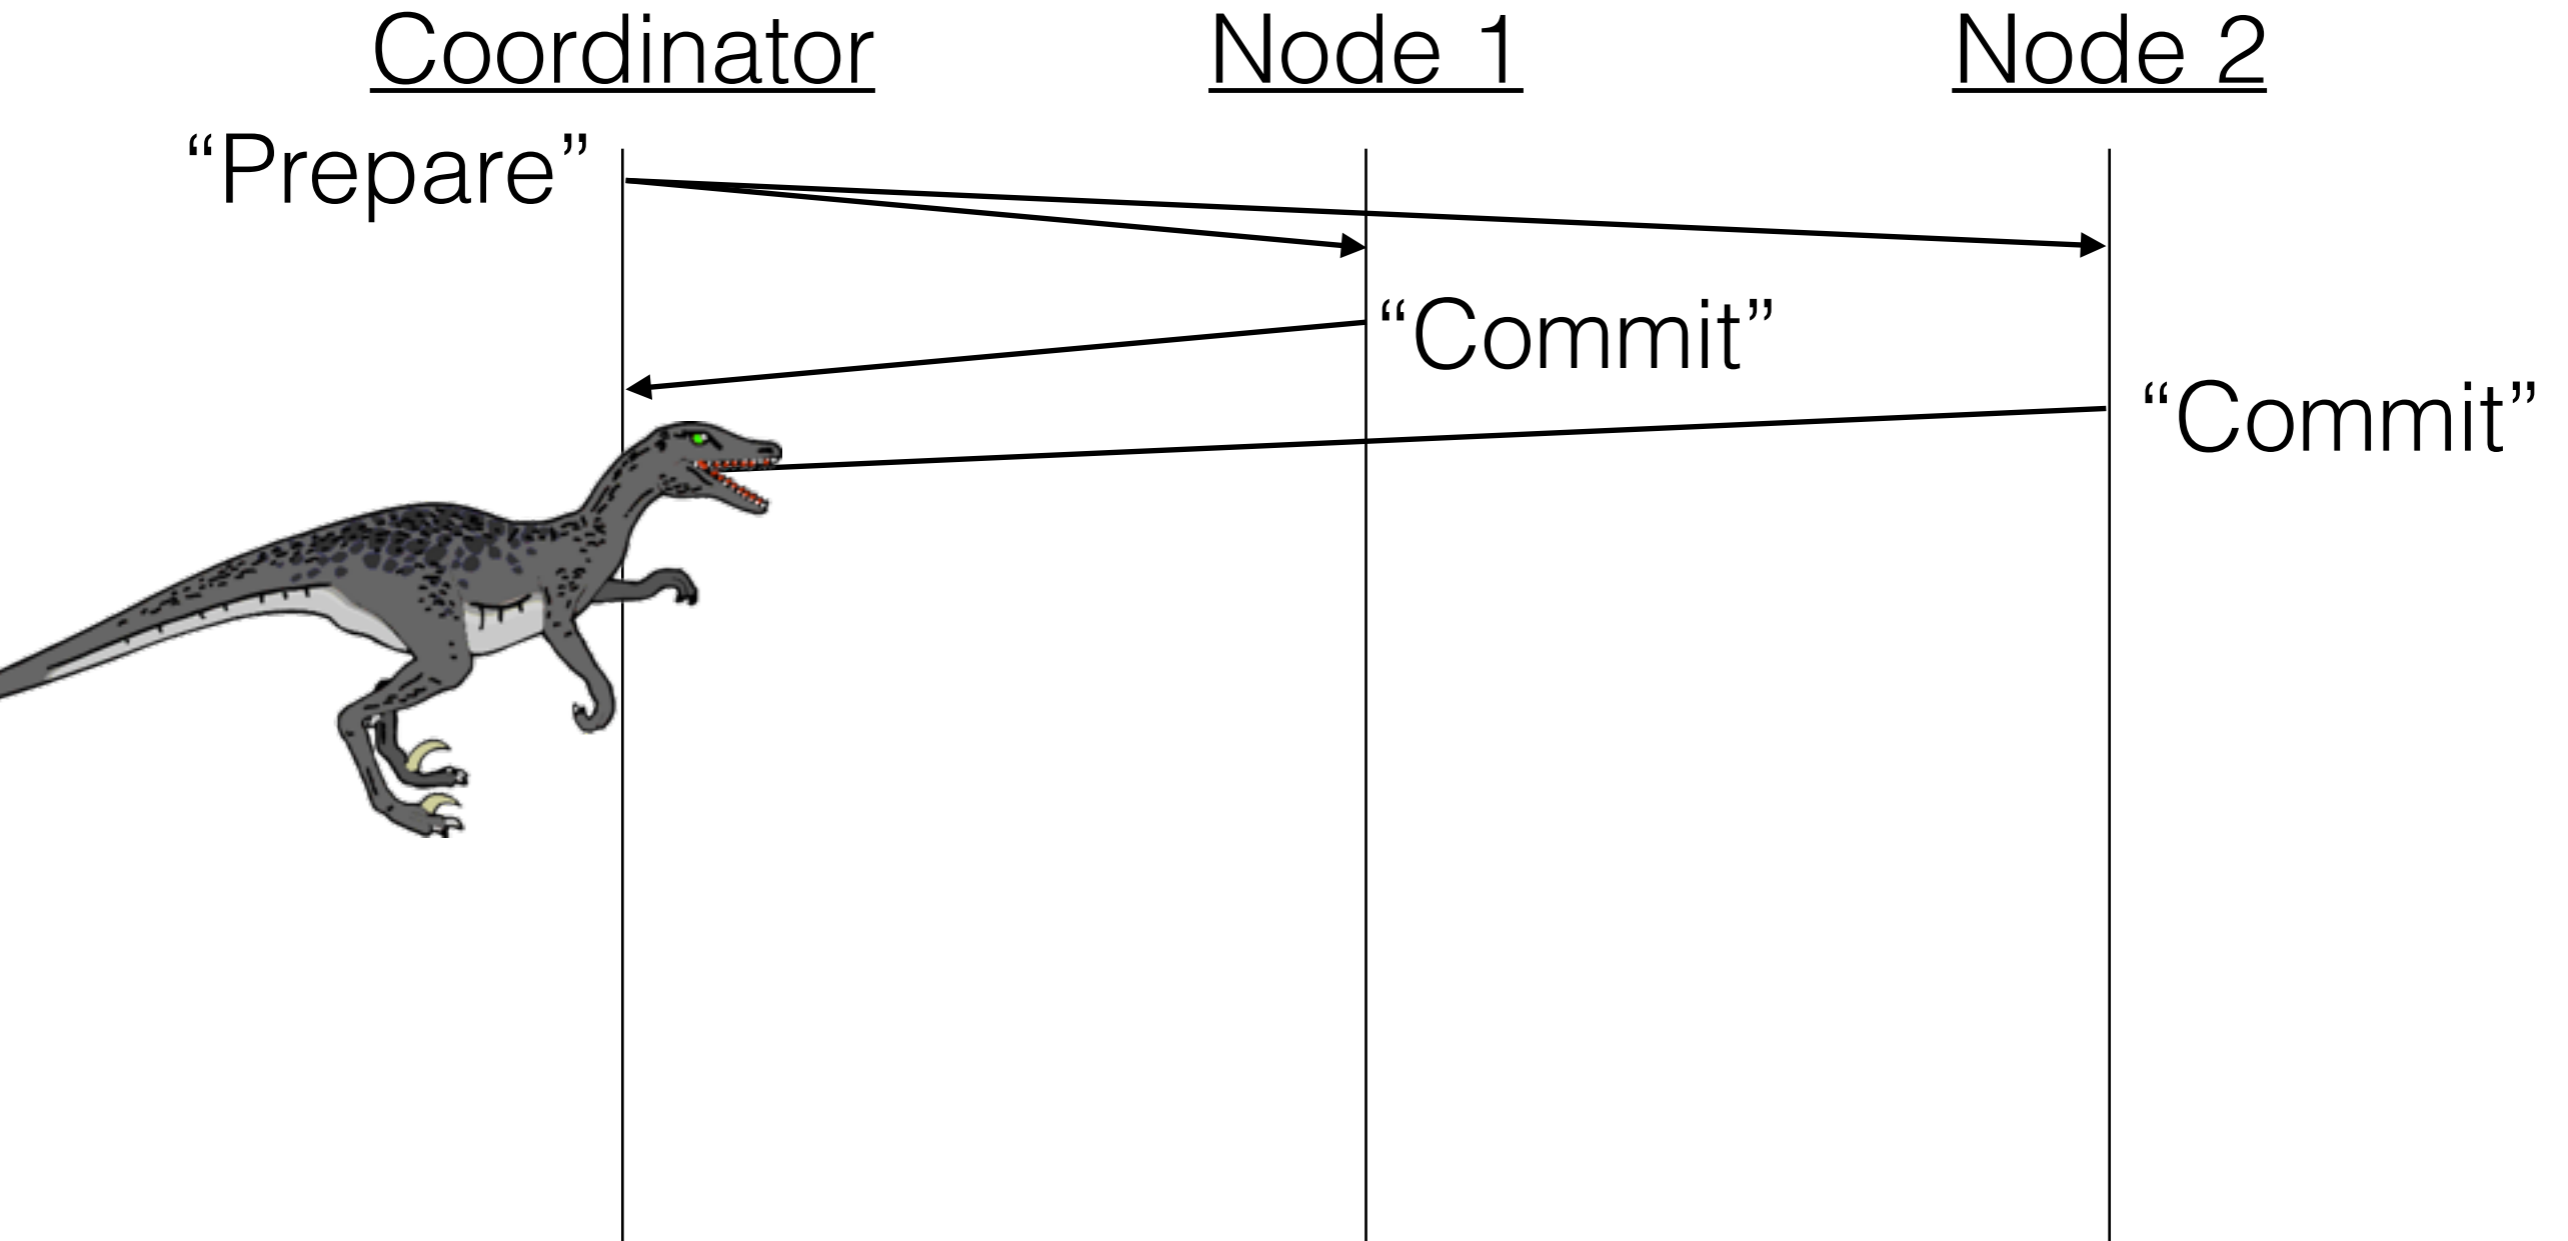 Coordinator
Node 1
Node 2
“Prepare”
“Commit”
“Commit”